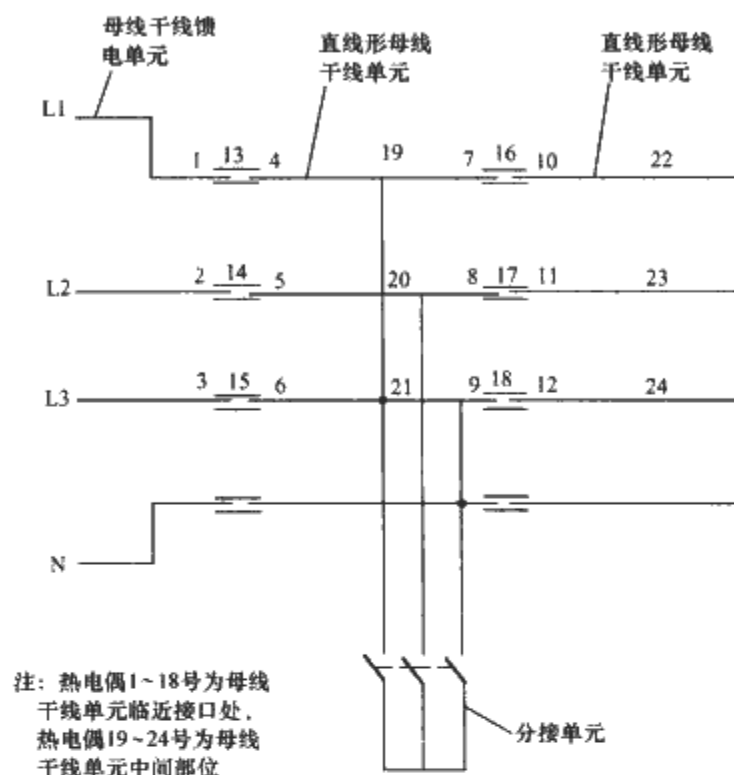 母线干线馈
电单元
直线形母线
干线单元
直线形母线
干线单元
L1
1 13 4 19 7 16 10 22
L2
2 14 5 20 8 17 11 23
L3
3 15 6 21 9 18 12 24
N
注：热电偶1~18号为母线
干线单元临近接口处，
热电偶19~24号为母线
干线单元中间部位
分接单元